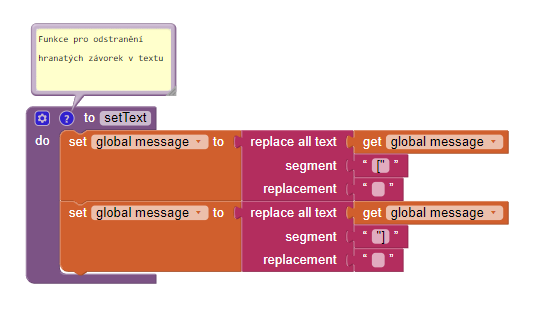 Funkce pro odstranění
hranatých závorek v textu
? to setText
do set global message to replace all text get global message
segment " [" "
replacement " "
set global message to replace all text get global message
segment " "] "
replacement " "